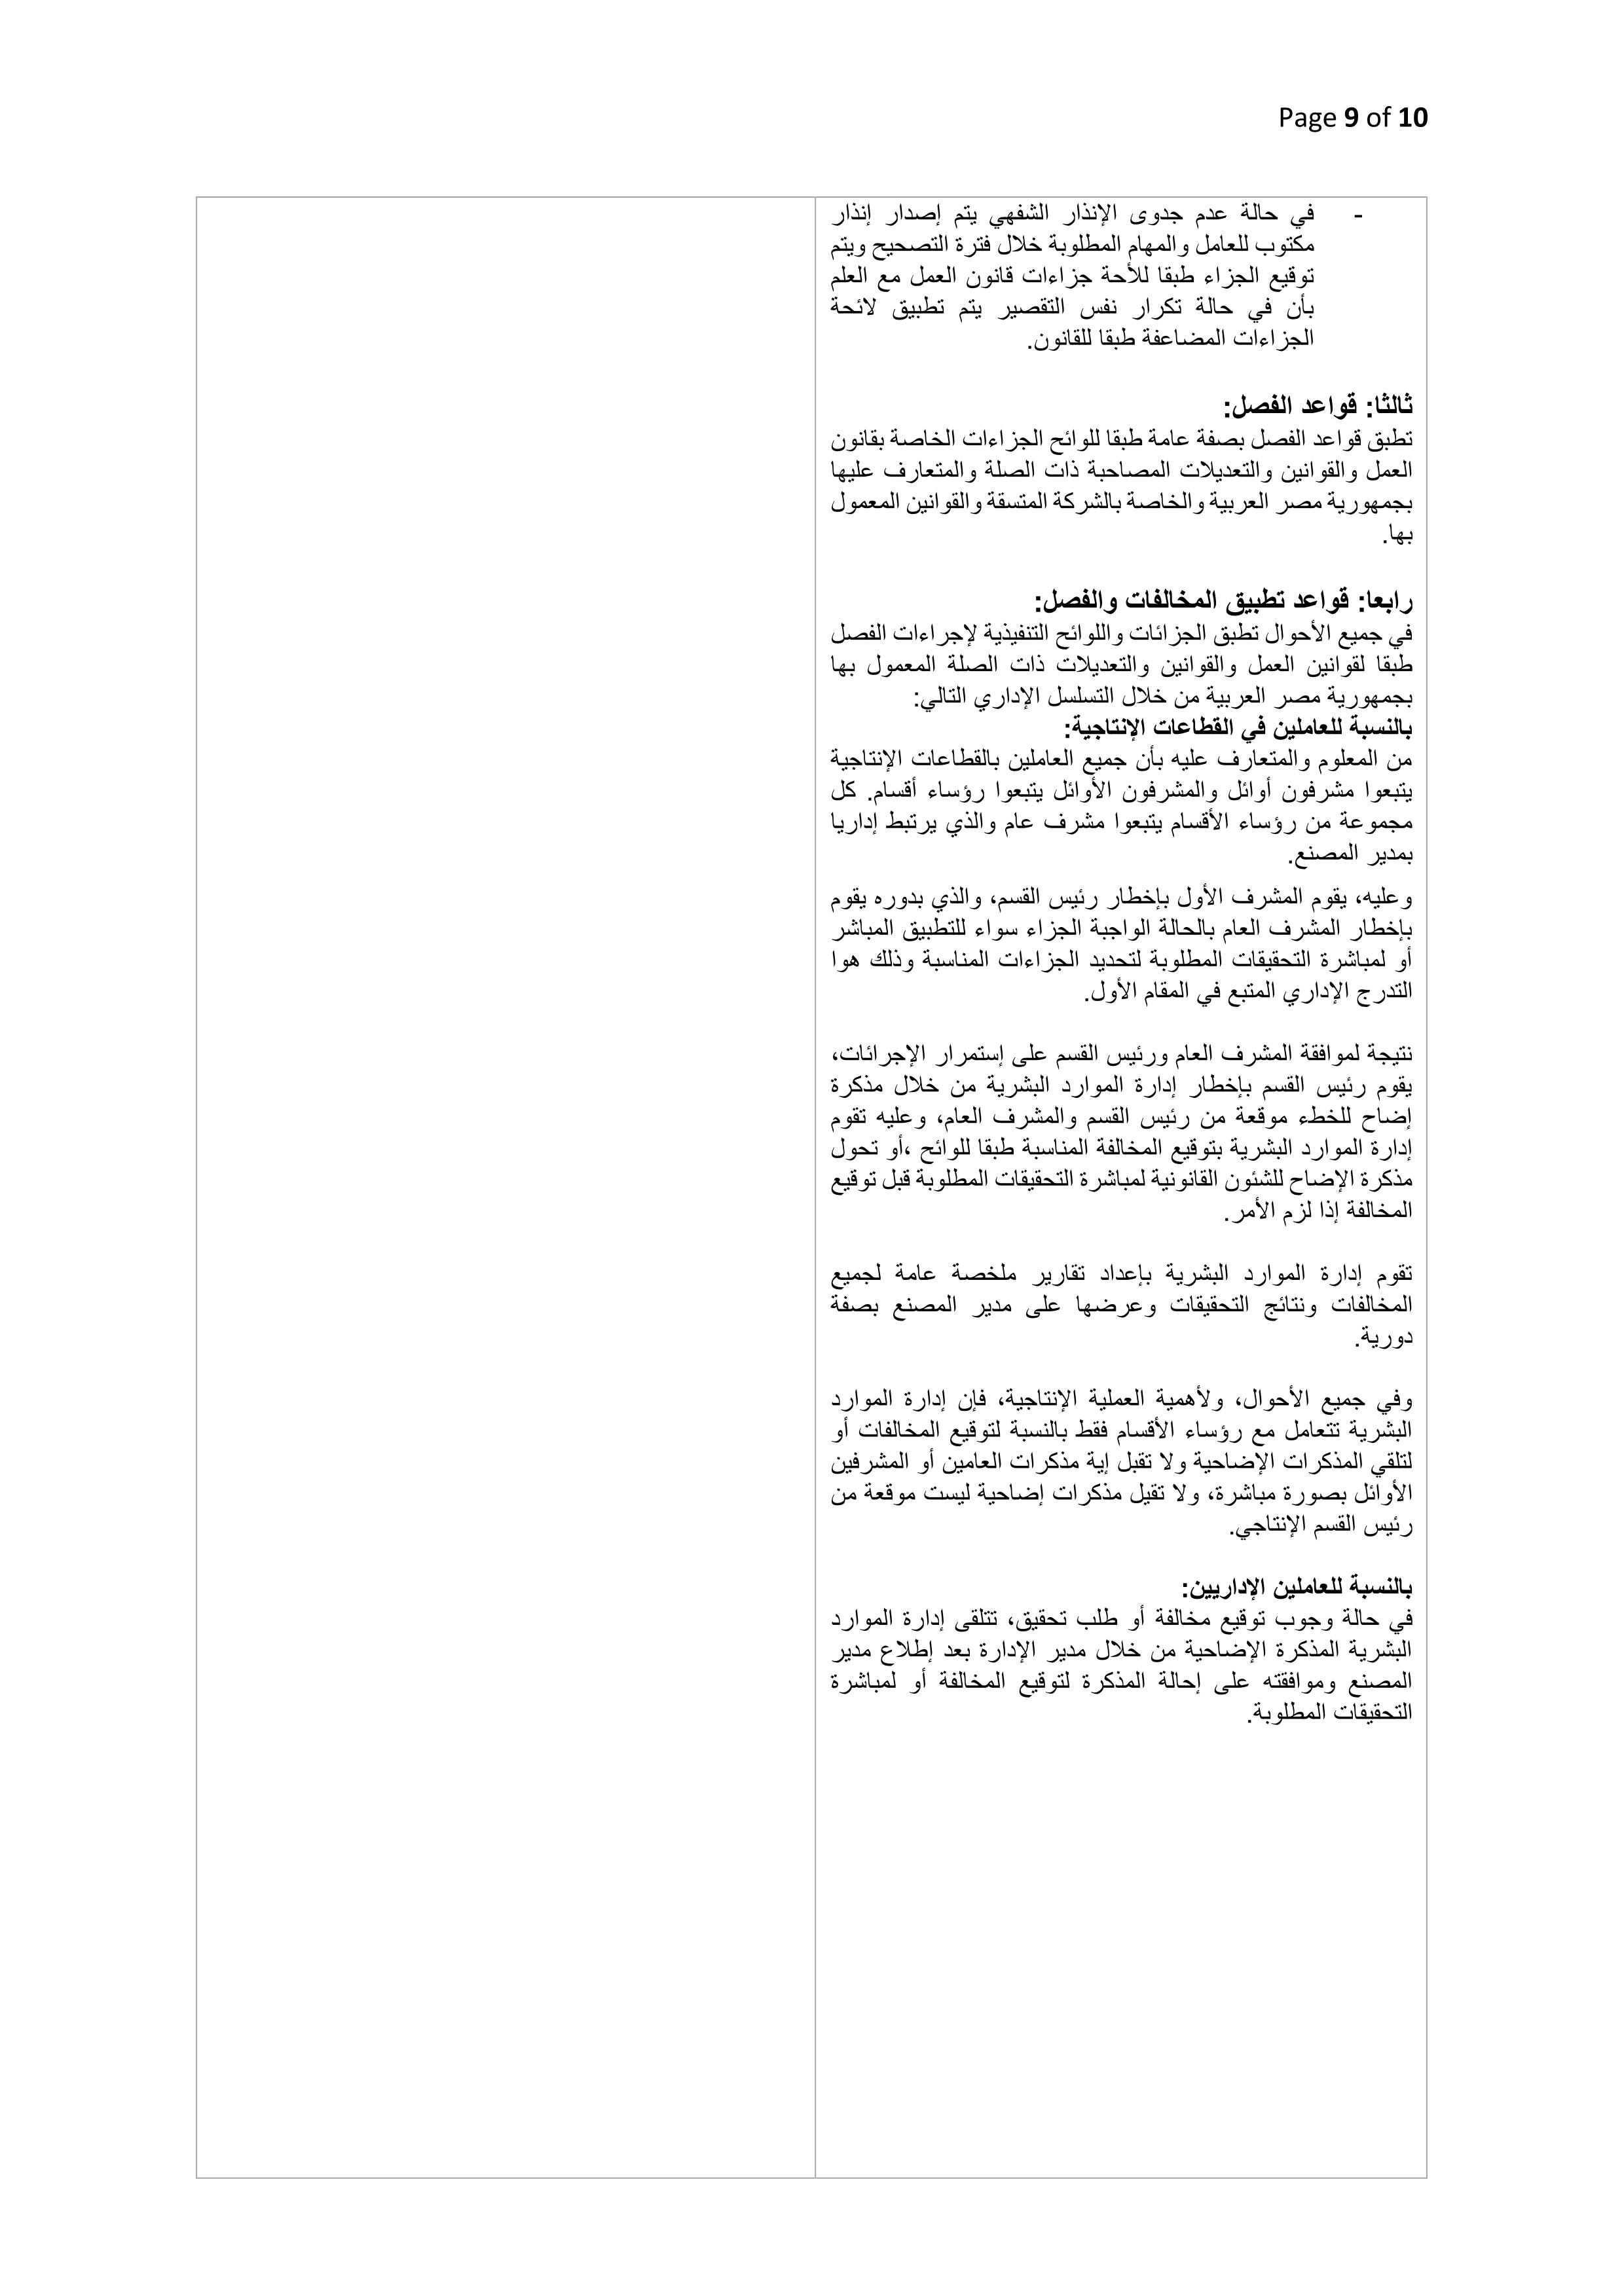 Page 9 of 10
- في حالة عدم جدوى الإنذار الشفهي يتم إصدار إنذار
مكتوب للعامل والمهام المطلوبة خلال فترة التصحيح ويتم
توقيع الجزاء طبقا للأحة جزاءات قانون العمل مع العلم
بأن في حالة تكرار نفس التقصير يتم تطبيق لائحة
الجزاءات المضاعفة طبقا للقانون.
ثالثا: قواعد الفصل:
تطبق قواعد الفصل بصفة عامة طبقا للوائح الجزاءات الخاصة بقانون
العمل والقوانين والتعديلات المصاحبة ذات الصلة والمتعارف عليها
بجمهورية مصر العربية والخاصة بالشركة المتسقة والقوانين المعمول
بها.
رابعا: قواعد تطبيق المخالفات والفصل:
في جميع الأحوال تطبق الجزائات واللوائح التنفيذية لإجراءات الفصل
طبقا لقوانين العمل والقوانين والتعديلات ذات الصلة المعمول بها
بجمهورية مصر العربية من خلال التسلسل الإداري التالي:
بالنسبة للعاملين في القطاعات الإنتاجية:
من المعلوم والمتعارف عليه بأن جميع العاملين بالقطاعات الإنتاجية
يتبعوا مشرفون أوائل والمشرفون الأوائل يتبعوا رؤساء أقسام. كل
مجموعة من رؤساء الأقسام يتبعوا مشرف عام والذي يرتبط إداريا
بمدير المصنع.
وعليه، يقوم المشرف الأول بإخطار رئيس القسم، والذي بدوره يقوم
بإخطار المشرف العام بالحالة الواجبة الجزاء سواء للتطبيق المباشر
أو لمباشرة التحقيقات المطلوبة لتحديد الجزاءات المناسبة وذلك هوا
التدرج الإداري المتبع في المقام الأول.
نتيجة لموافقة المشرف العام ورئيس القسم على إستمرار الإجرائات،
يقوم رئيس القسم بإخطار إدارة الموارد البشرية من خلال مذكرة
إضاح للخطء موقعة من رئيس القسم والمشرف العام، وعليه تقوم
إدارة الموارد البشرية بتوقيع المخالفة المناسبة طبقا للوائح ،أو تحول
مذكرة الإضاح للشئون القانونية لمباشرة التحقيقات المطلوبة قبل توقيع
المخالفة إذا لزم الأمر.
تقوم إدارة الموارد البشرية بإعداد تقارير ملخصة عامة لجميع
المخالفات ونتائج التحقيقات وعرضها على مدير المصنع بصفة
دورية.
وفي جميع الأحوال، ولأهمية العملية الإنتاجية، فإن إدارة الموارد
البشرية تتعامل مع رؤساء الأقسام فقط بالنسبة لتوقيع المخالفات أو
لتلقي المذكرات الإضاحية ولا تقبل إية مذكرات العامين أو المشرفين
الأوائل بصورة مباشرة، ولا تقيل مذكرات إضاحية ليست موقعة من
رئيس القسم الإنتاجي.
بالنسبة للعاملين الإداريين:
في حالة وجوب توقيع مخالفة أو طلب تحقيق، تتلقى إدارة الموارد
البشرية المذكرة الإضاحية من خلال مدير الإدارة بعد إطلاع مدير
المصنع وموافقته على إحالة المذكرة لتوقيع المخالفة أو لمباشرة
التحقيقات المطلوبة.